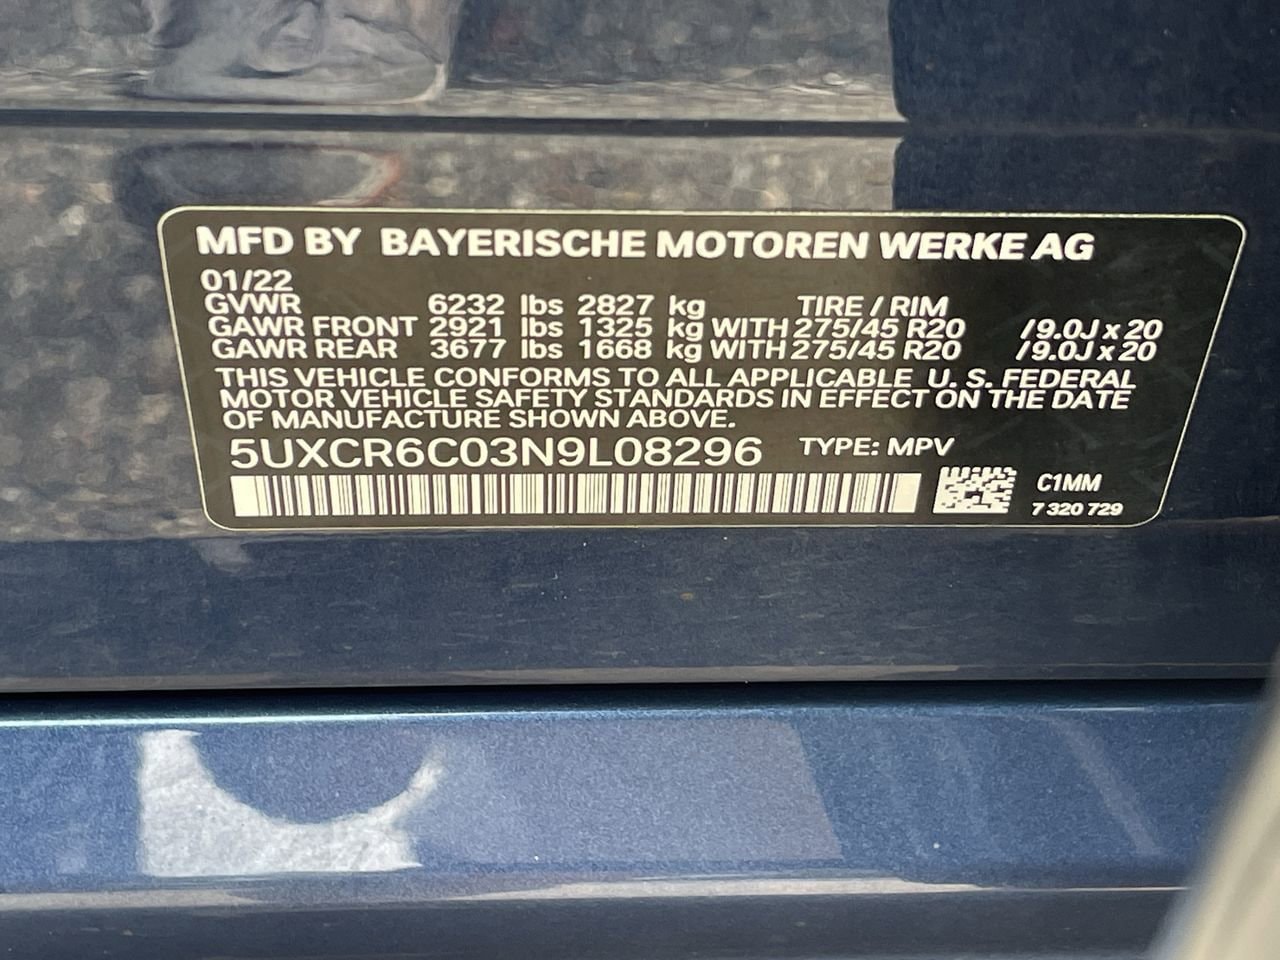 MFD BY BAYERISCHE MOTOREN WERKE AG
01/22
GVWR 6232 lbs 2827 kg TIRE / RIM
GAWR FRONT 2921 lbs 1325 kg WITH 275/45 R20 /9.0J x 20
GAWR REAR 3677 lbs 1668 kg WITH 275/45 R20 /9.0J x 20
THIS VEHICLE CONFORMS TO ALL APPLICABLE U. S. FEDERAL
MOTOR VEHICLE SAFETY STANDARDS IN EFFECT ON THE DATE
OF MANUFACTURE SHOWN ABOVE.
5UXCR6C03N9L08296 TYPE: MPV
C1MM
7 320 729